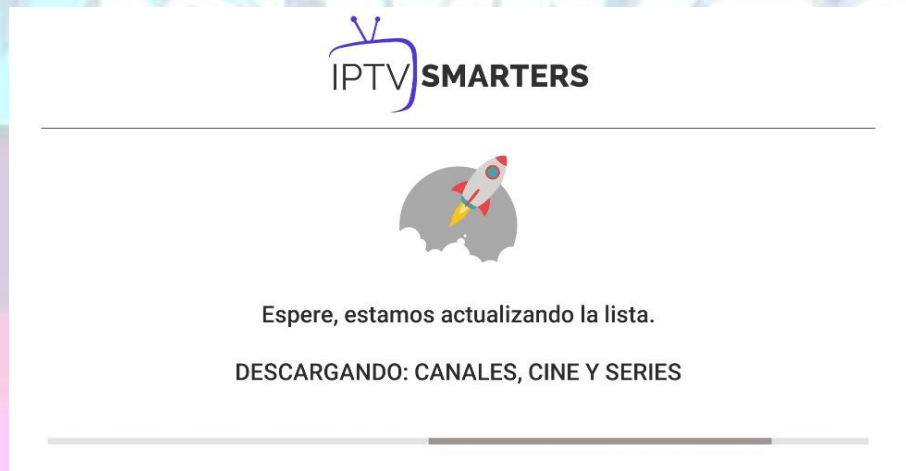 IPTV SMARTERS
Espere, estamos actualizando la lista.
DESCARGANDO: CANALES, CINE Y SERIES